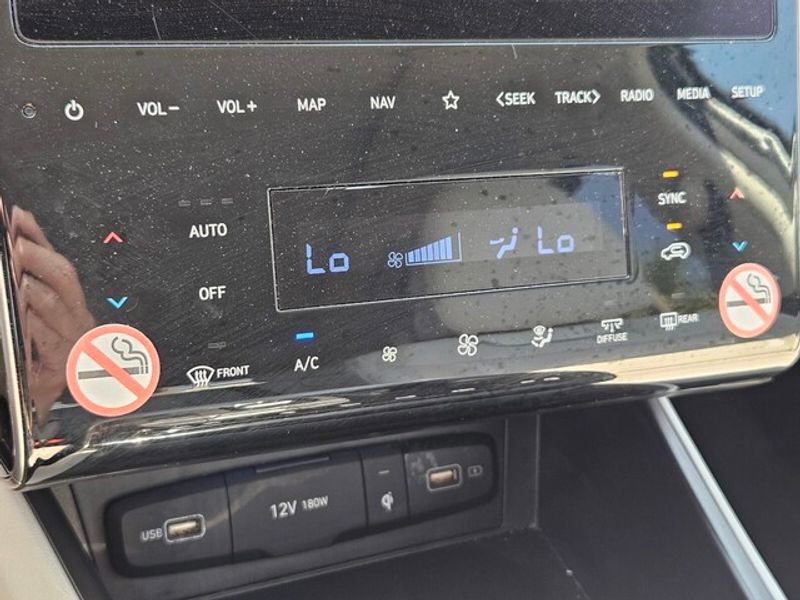 VOL− VOL+ MAP NAV <SEEK TRACK> RADIO MEDIA SETUP
SYNC
AUTO
Lo Lo
OFF
FRONT A/C DIFFUSE REAR
USB 12V 180W